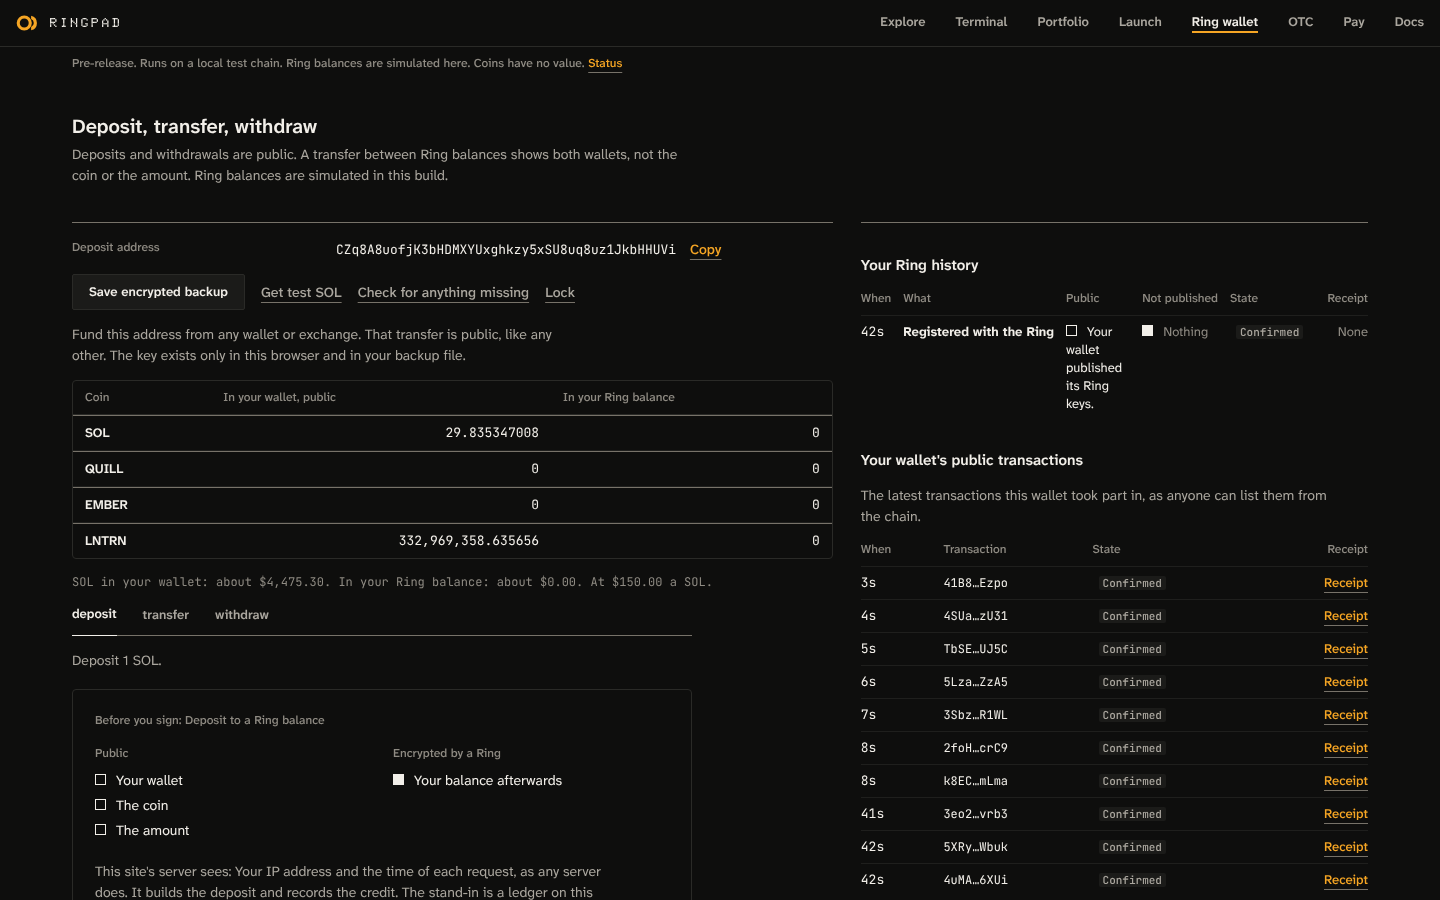 RINGPAD
Explore Terminal Portfolio Launch Ring wallet OTC Pay Docs
Pre-release. Runs on a local test chain. Ring balances are simulated here. Coins have no value. Status
Deposit, transfer, withdraw
Deposits and withdrawals are public. A transfer between Ring balances shows both wallets, not the
coin or the amount. Ring balances are simulated in this build.
Deposit address CZq8A8uofjK3bHDMXYUxghkzy5xSU8uq8uz1JkbHHUVi Copy
Save encrypted backup Get test SOL Check for anything missing Lock
Fund this address from any wallet or exchange. That transfer is public, like any
other. The key exists only in this browser and in your backup file.
Coin In your wallet, public In your Ring balance
SOL 29.835347008 0
QUILL 0 0
EMBER 0 0
LNTRN 332,969,358.635656 0
SOL in your wallet: about $4,475.30. In your Ring balance: about $0.00. At $150.00 a SOL.
deposit transfer withdraw
Deposit 1 SOL.
Before you sign: Deposit to a Ring balance
Public Encrypted by a Ring
Your wallet Your balance afterwards
The coin
The amount
This site's server sees: Your IP address and the time of each request, as any server
does. It builds the deposit and records the credit. The stand-in is a ledger on this
Your Ring history
When What Public Not published State Receipt
42s Registered with the Ring Your Nothing Confirmed None
wallet
published
its Ring
keys.
Your wallet's public transactions
The latest transactions this wallet took part in, as anyone can list them from
the chain.
When Transaction State Receipt
3s 41B8…Ezpo Confirmed Receipt
4s 4SUa…zU31 Confirmed Receipt
5s TbSE…UJ5C Confirmed Receipt
6s 5Lza…ZzA5 Confirmed Receipt
7s 3Sbz…R1WL Confirmed Receipt
8s 2foH…crC9 Confirmed Receipt
8s k8EC…mLma Confirmed Receipt
41s 3eo2…vrb3 Confirmed Receipt
42s 5XRy…Wbuk Confirmed Receipt
42s 4uMA…6XUi Confirmed Receipt